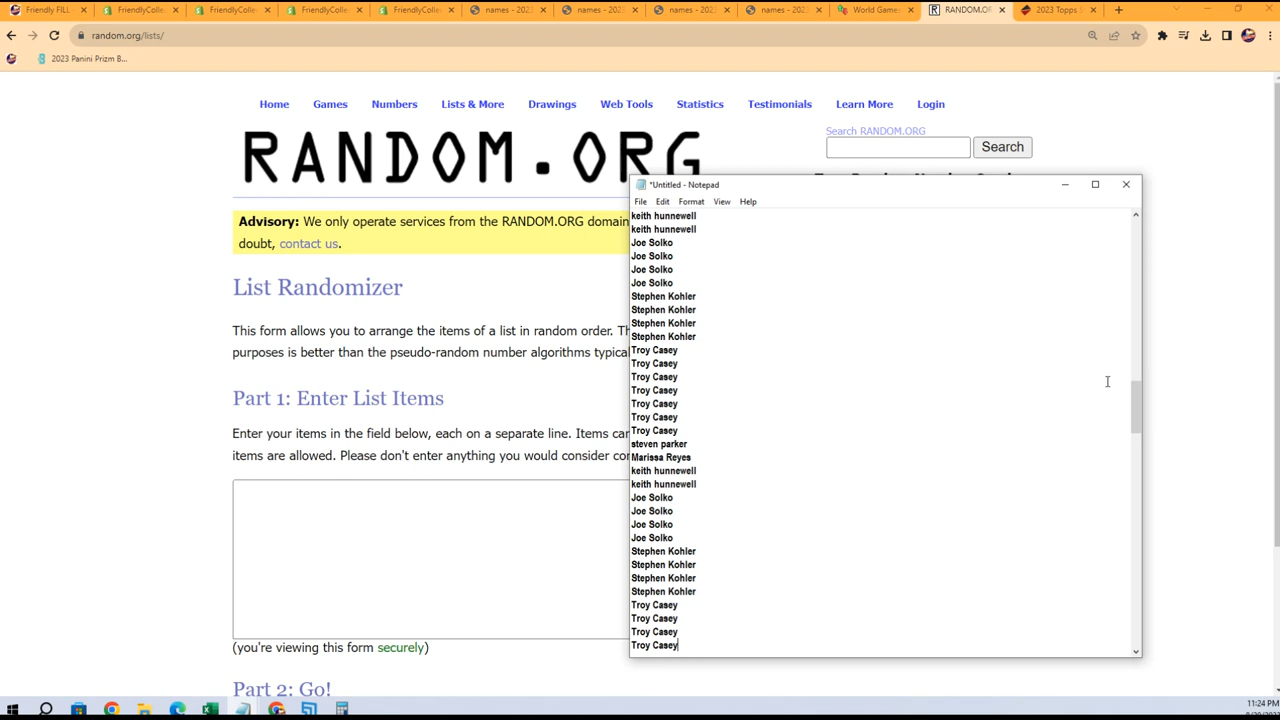 Friendly FILL
FriendlyColle
FriendlyColle
FriendlyColle
FriendlyColle
names - 202
names - 202
names - 202
names - 202
World Game
RANDOM.OR
2023 Topps S
random.org/lists/
2023 Panini Prizm B...
Home
Games
Numbers
Lists & More
Drawings
Web Tools
Statistics
Testimonials
Learn More
Login
RANDOM.ORG
Search RANDOM.ORG
Search
Advisory: We only operate services from the RANDOM.ORG domain
doubt, contact us.
List Randomizer
This form allows you to arrange the items of a list in random order. Th
purposes is better than the pseudo-random number algorithms typical
Part 1: Enter List Items
Enter your items in the field below, each on a separate line. Items can
items are allowed. Please don't enter anything you would consider con
(you're viewing this form securely)
Part 2: Go!
*Untitled - Notepad
File
Edit
Format
View
Help
keith hunnewell
keith hunnewell
Joe Solko
Joe Solko
Joe Solko
Joe Solko
Stephen Kohler
Stephen Kohler
Stephen Kohler
Stephen Kohler
Troy Casey
Troy Casey
Troy Casey
Troy Casey
Troy Casey
Troy Casey
Troy Casey
steven parker
Marissa Reyes
keith hunnewell
keith hunnewell
Joe Solko
Joe Solko
Joe Solko
Joe Solko
Stephen Kohler
Stephen Kohler
Stephen Kohler
Stephen Kohler
Troy Casey
Troy Casey
Troy Casey
Troy Casey
11:24 PM